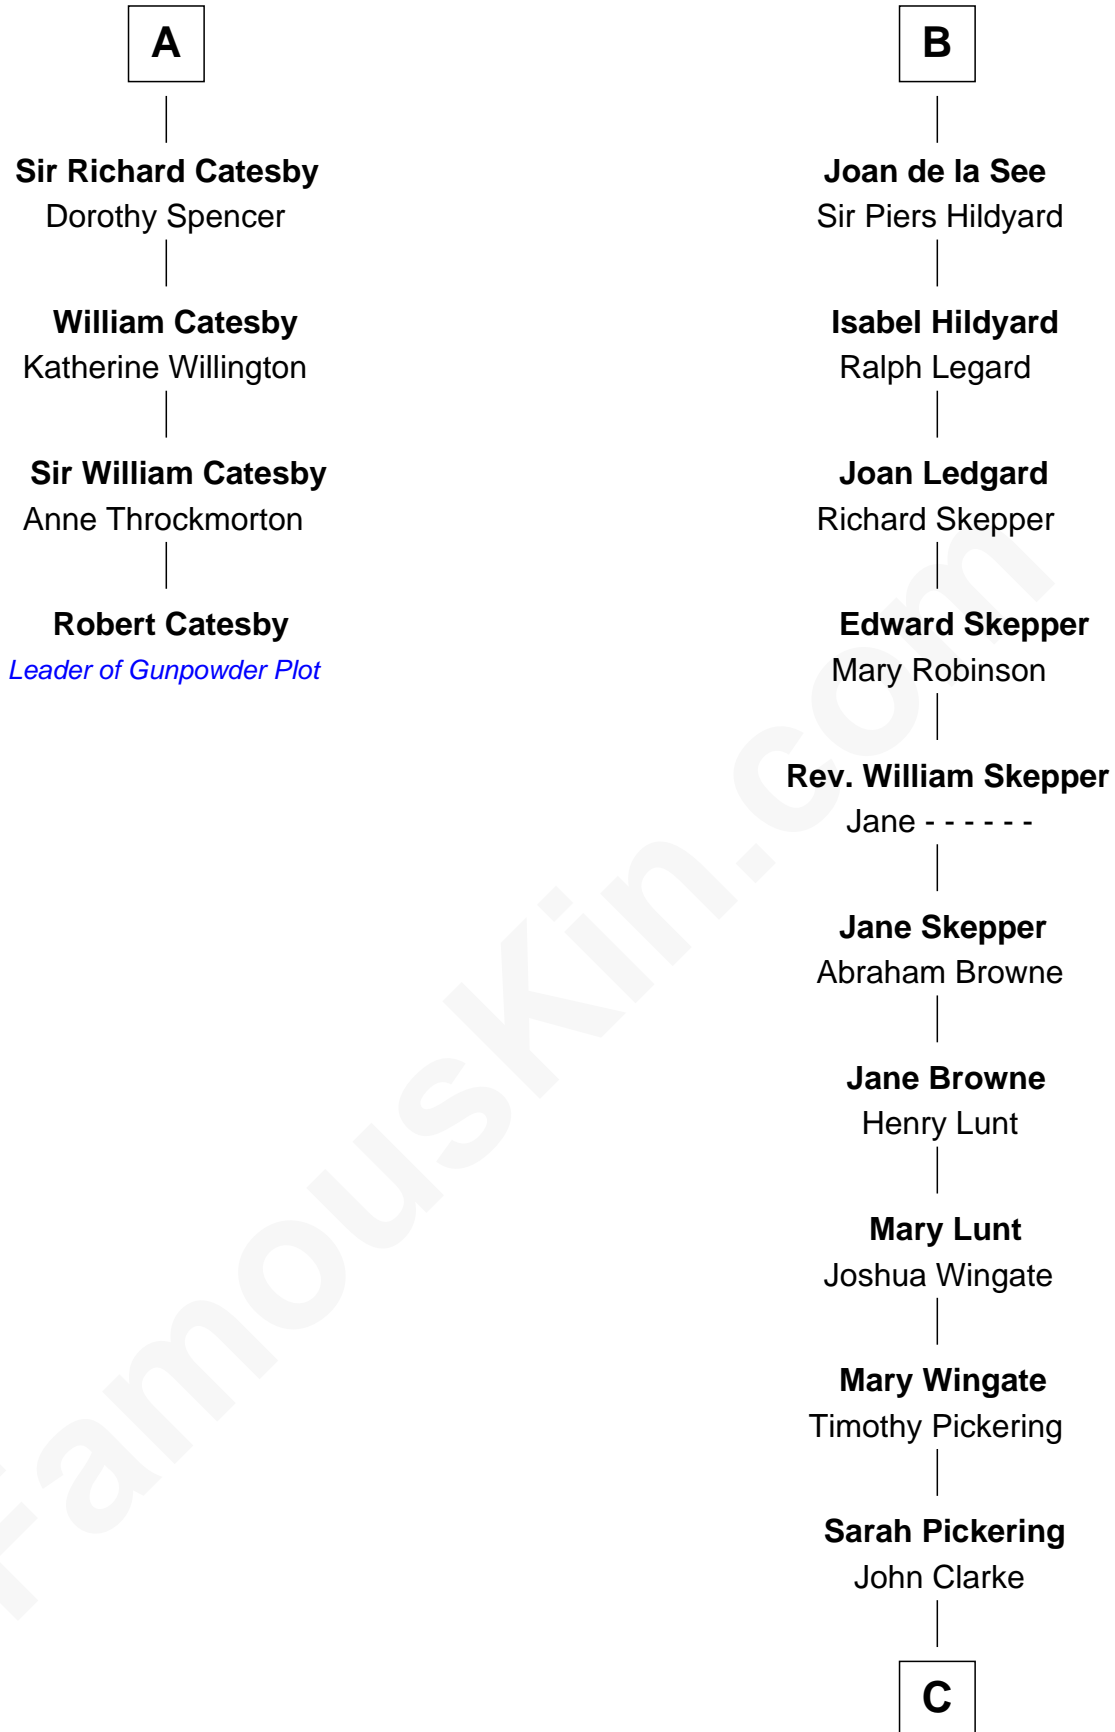 A
Sir Richard Catesby
Dorothy Spencer
William Catesby
Katherine Willington
Sir William Catesby
Anne Throckmorton
Robert Catesby
Leader of Gunpowder Plot
B
Joan de la See
Sir Piers Hildyard
Isabel Hildyard
Ralph Legard
Joan Ledgard
Richard Skepper
Edward Skepper
Mary Robinson
Rev. William Skepper
Jane - - - - - -
Jane Skepper
Abraham Browne
Jane Browne
Henry Lunt
Mary Lunt
Joshua Wingate
Mary Wingate
Timothy Pickering
Sarah Pickering
John Clarke
C
FamousKin.com